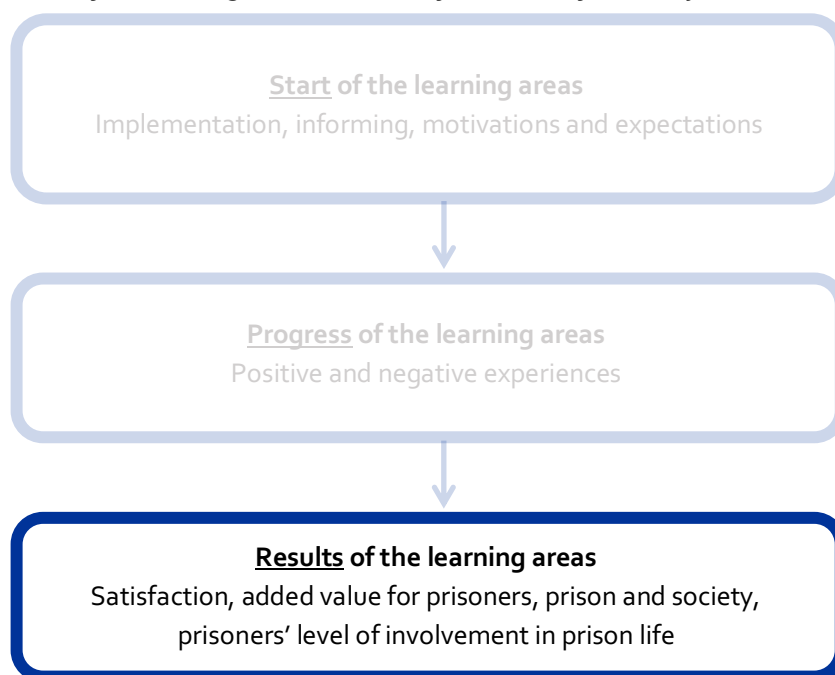 Start of the learning areas
Implementation, informing, motivations and expectations
Progress of the learning areas
Positive and negative experiences
Results of the learning areas
Satisfaction, added value for prisoners, prison and society,
prisoners’ level of involvement in prison life